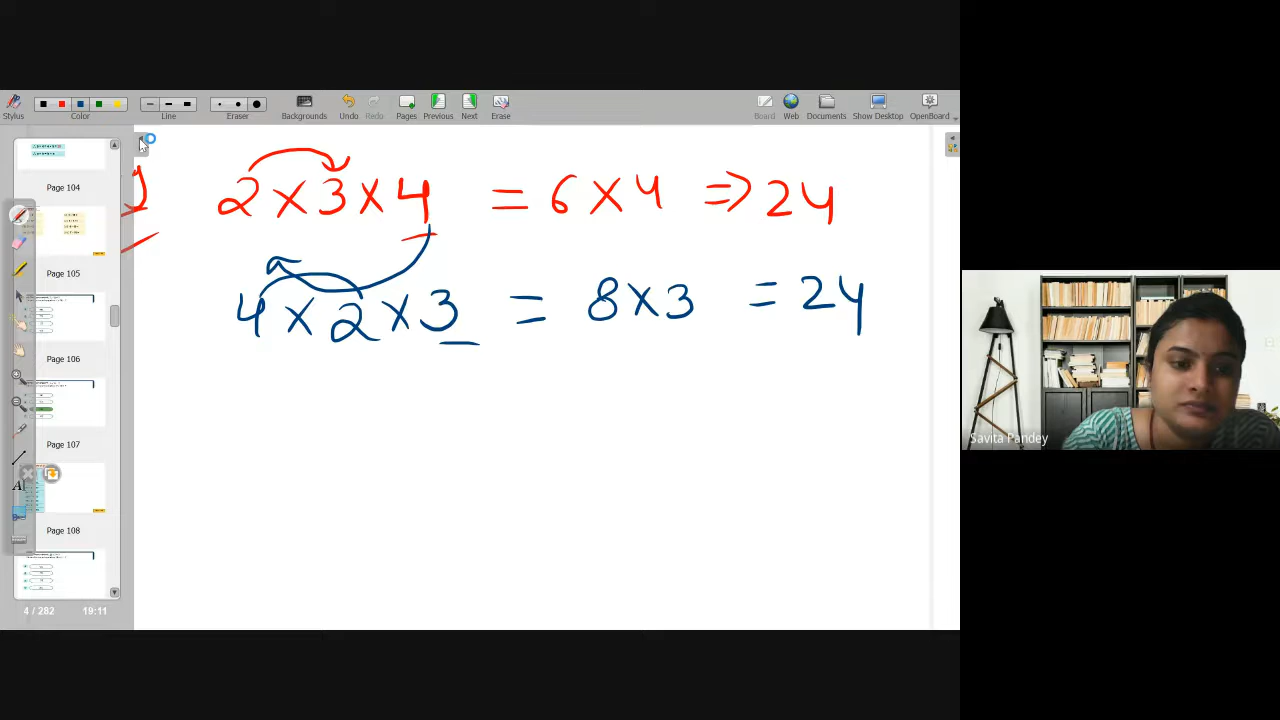 Stylus
Color
Line
Eraser
Backgrounds
Undo
Redo
Pages
Previous
Next
Erase
Board
Web
Documents
Show Desktop
OpenBoard
Page 104
Page 105
Page 106
Page 107
Page 108
4 / 282 19:11
2 × 3 × 4 = 6 × 4 => 24
4 × 2 × 3 = 8 × 3 = 24
Savita Pandey